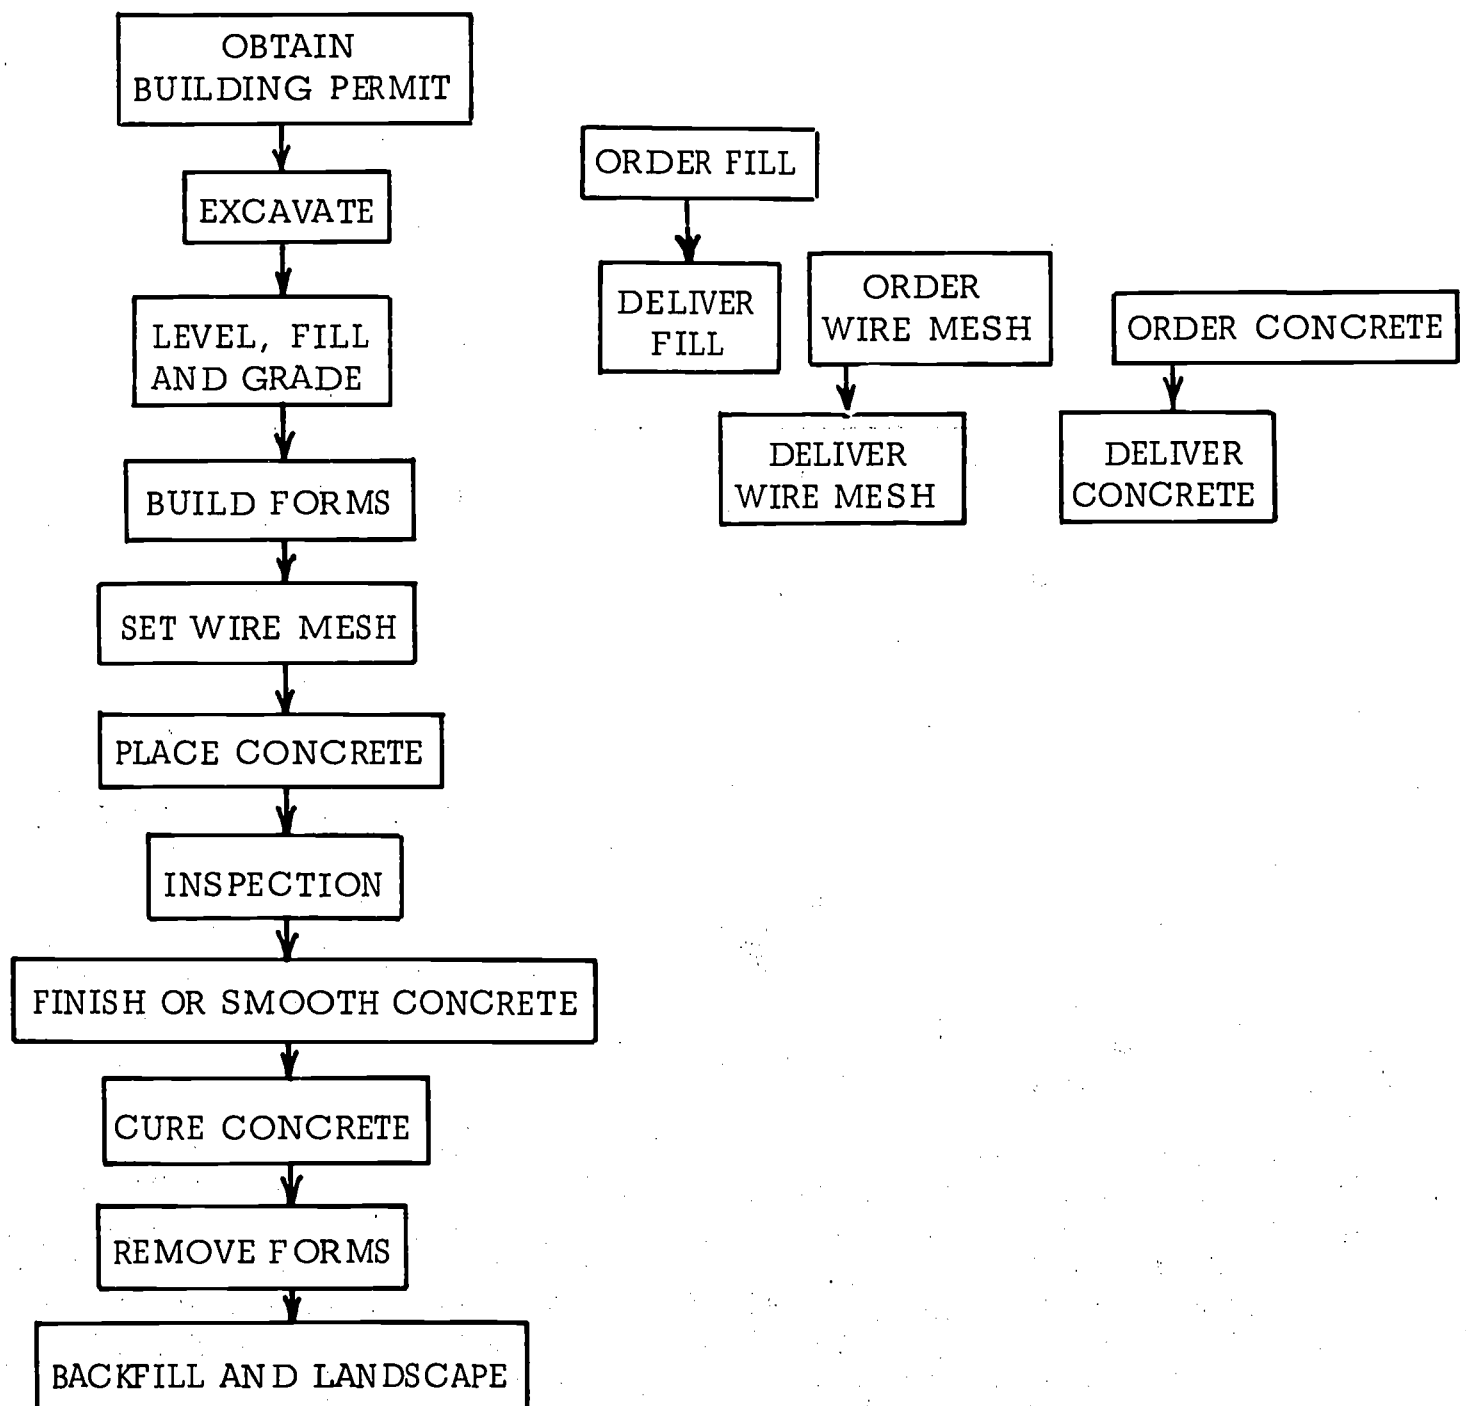 OBTAIN
BUILDING PERMIT
EXCAVATE
LEVEL, FILL
AND GRADE
BUILD FORMS
SET WIRE MESH
PLACE CONCRETE
INSPECTION
FINISH OR SMOOTH CONCRETE
CURE CONCRETE
REMOVE FORMS
BACKFILL AND LANDSCAPE
ORDER FILL
DELIVER
FILL
ORDER
WIRE MESH
DELIVER
WIRE MESH
ORDER CONCRETE
DELIVER
CONCRETE